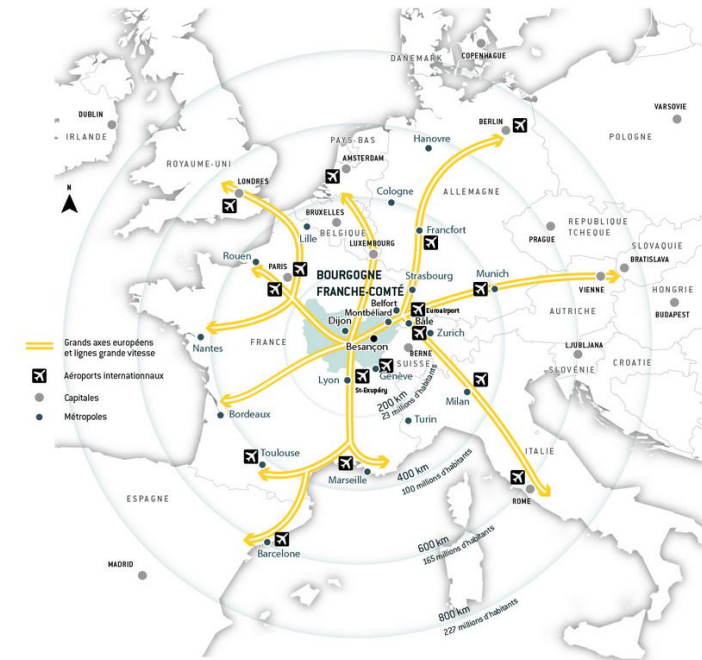 COPENHAGUE
DANEMARK
DUBLIN
IRLANDE
VARSOVIE
POLOGNE
BERLIN
Hanovre
PAYS-BAS
AMSTERDAM
ROYAUME-UNI
LONDRES
N
Cologne
ALLEMAGNE
BRUXELLES
BELGIQUE
Lille
LUXEMBOURG
Francfort
PRAGUE
REPUBLIQUE
TCHEQUE
SLOVAQUIE
BRATISLAVA
Rouen
PARIS
BOURGOGNE
FRANCHE-COMTÉ
Strasbourg
Munich
VIENNE
HONGRIE
BUDAPEST
Belfort
Montbéliard
Euroairport
AUTRICHE
Dijon
Bâle
Zurich
Nantes
FRANCE
Besançon
BERNE
SUISSE
LJUBLJANA
SLOVÉNIE
CROATIE
Grands axes européens
et lignes grande vitesse
Aéroports internationnaux
Capitales
Métropoles
Lyon
St-Exupéry
Genève
Milan
200 km
23 millions d'habitants
Bordeaux
Turin
Toulouse
Marseille
ITALIE
400 km
100 millions d'habitants
ESPAGNE
ROME
Barcelone
600 km
165 millions d'habitants
MADRID
800 km
227 millions d'habitants